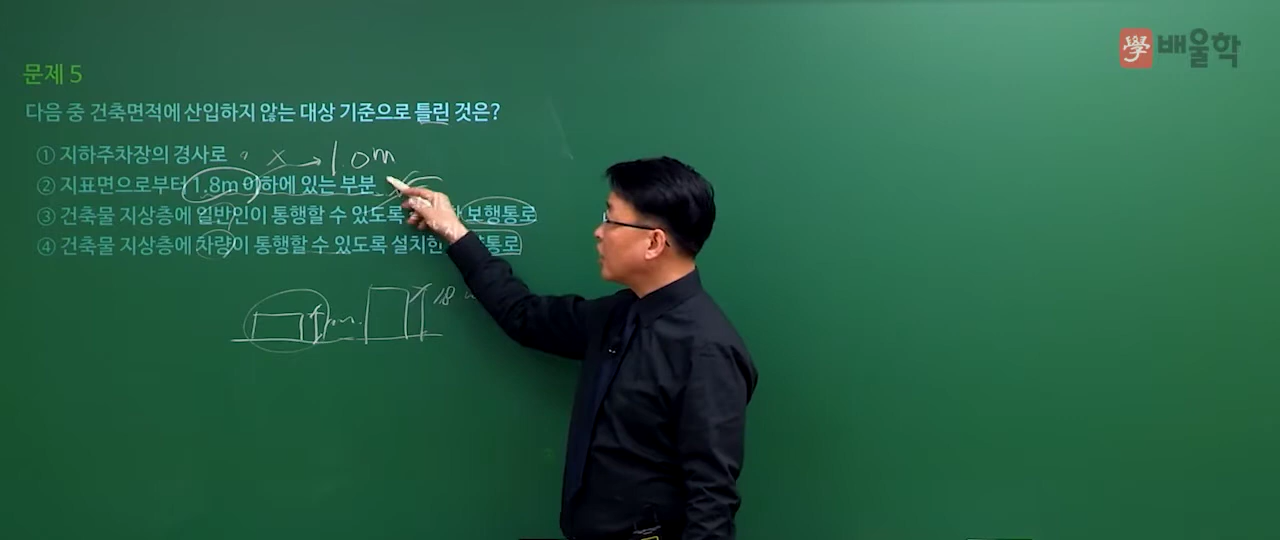 學 배울학
문제 5
다음 중 건축면적에 산입하지 않는 대상 기준으로 틀린 것은?
① 지하주차장의 경사로
x → 1.0m
② 지표면으로부터 1.8m 이하에 있는 부분
③ 건축물 지상층에 일반인이 통행할 수 있도록 보행통로
④ 건축물 지상층에 차량이 통행할 수 있도록 설치한 통로
1m. 1.8